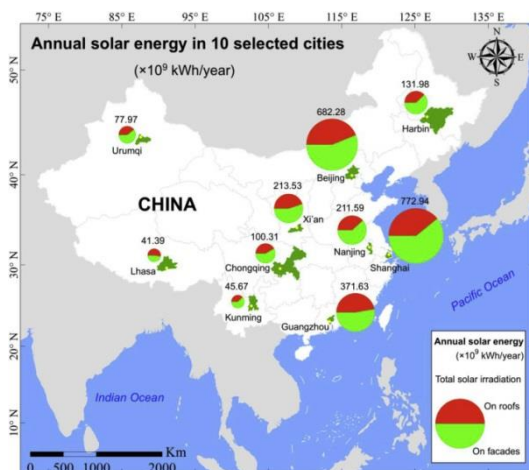 75° E 85° E 95° E 105° E 115° E 125° E 135° E
Annual solar energy in 10 selected cities
(×10⁹ kWh/year)
N
W E
S
50° N
40° N
30° N
20° N
10° N
131.98
Harbin
682.28
Beijing
77.97
Urumqi
CHINA
213.53
Xi'an
211.59
Nanjing
772.94
Shanghai
41.39
Lhasa
100.31
Chongqing
45.67
Kunming
371.63
Guangzhou
Pacific Ocean
Indian Ocean
Annual solar energy
(×10⁹ kWh/year)
Total solar irradiation
On roofs
On facades
Km
0 500 1000 2000